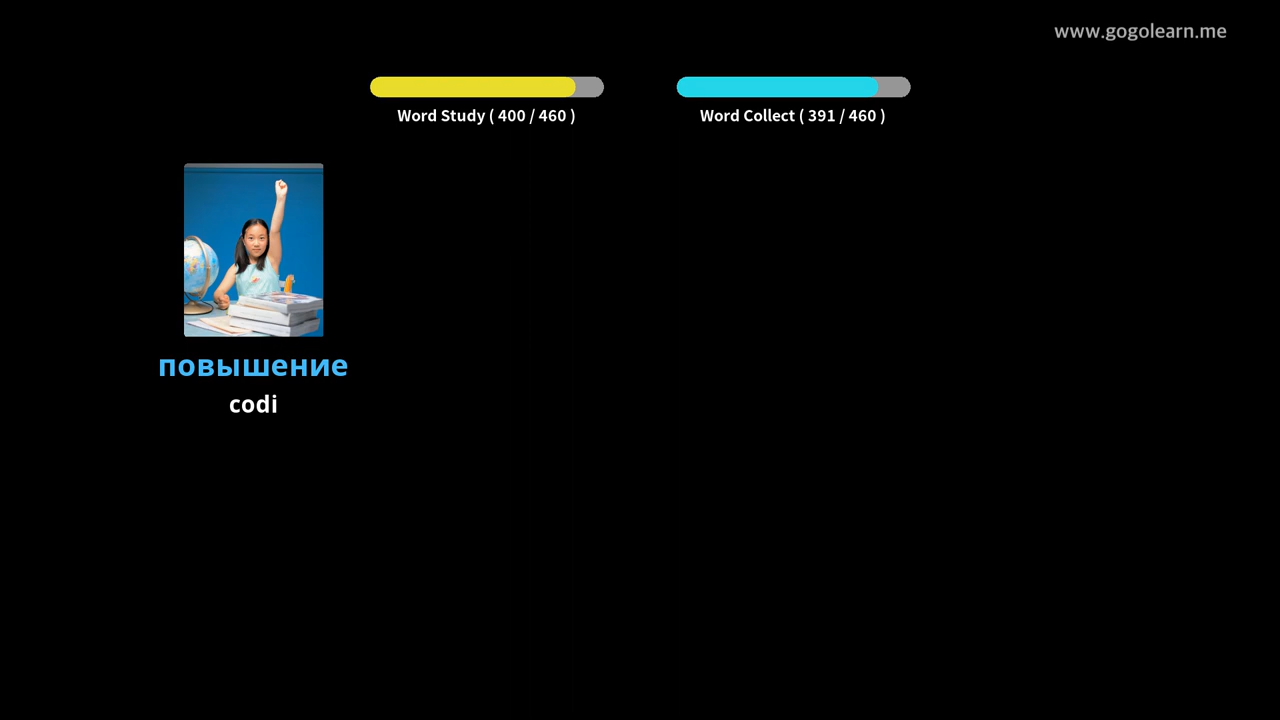 www.gogolearn.me
Word Study ( 400 / 460 )
Word Collect ( 391 / 460 )
повышение
codi